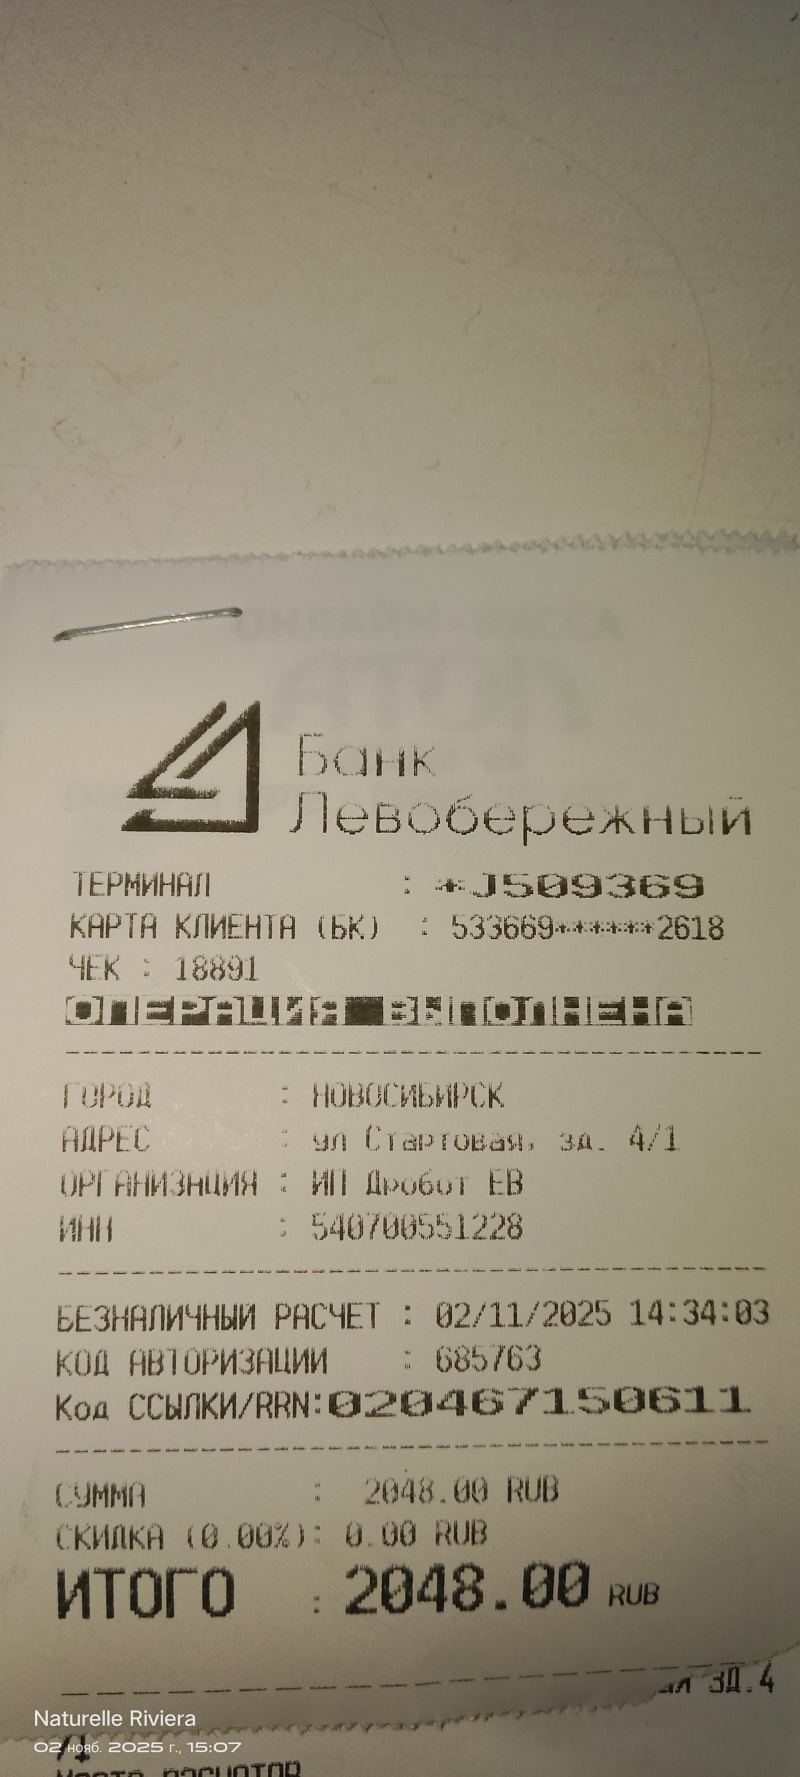 Банк
Левобережный
ТЕРМИНАЛ : *J509369
КАРТА КЛИЕНТА (БК) : 533669******2618
ЧЕК : 18891
ОПЕРАЦИЯ ВЫПОЛНЕНА
ГОРОД : НОВОСИБИРСК
АДРЕС : ул Стартовая, зд. 4/1
ОРГАНИЗАЦИЯ : ИП Дробот ЕВ
ИНН : 540700551228
БЕЗНАЛИЧНЫЙ РАСЧЕТ : 02/11/2025 14:34:03
КОД АВТОРИЗАЦИИ : 685763
Код ССЫЛКИ/RRN:020467150611
СУММА : 2048.00 RUB
СКИДКА (0.00%): 0.00 RUB
ИТОГО : 2048.00 RUB
зд.4
Naturelle Riviera
02 нояб. 2025 г., 15:07